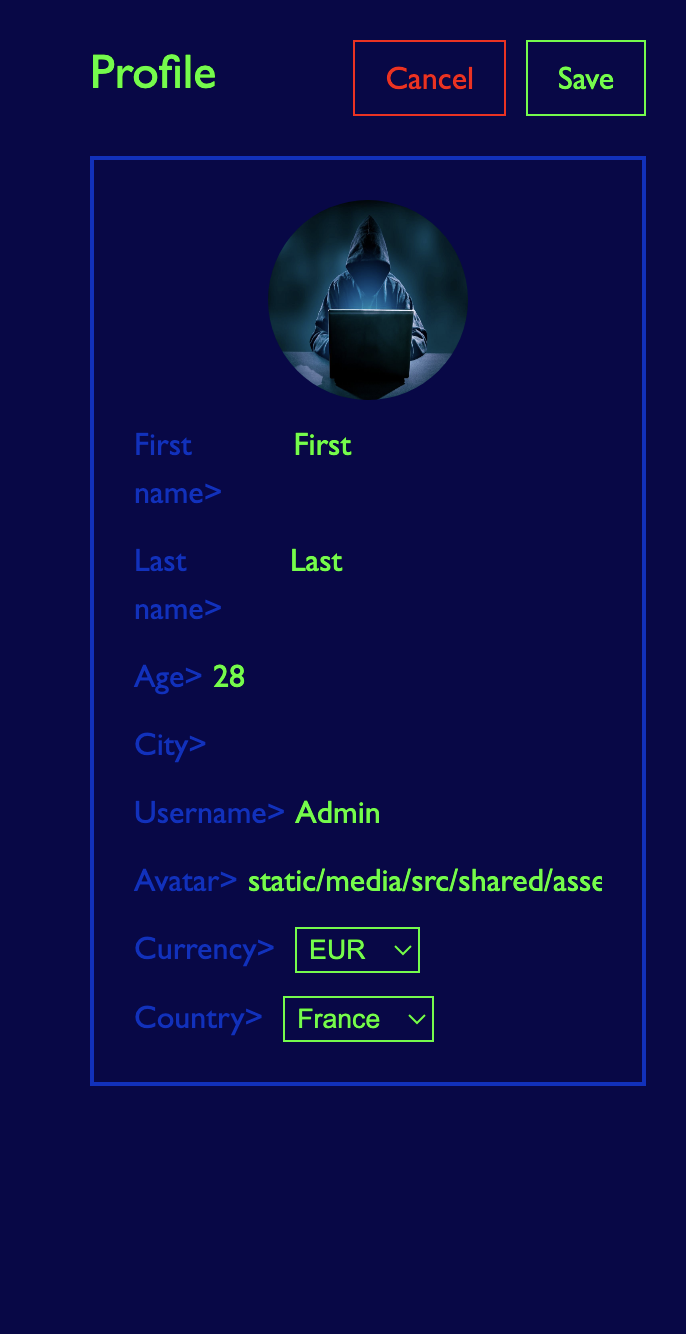 Profile
Cancel
Save
First First
name>
Last Last
name>
Age> 28
City>
Username> Admin
Avatar> static/media/src/shared/asse
Currency> EUR
Country> France